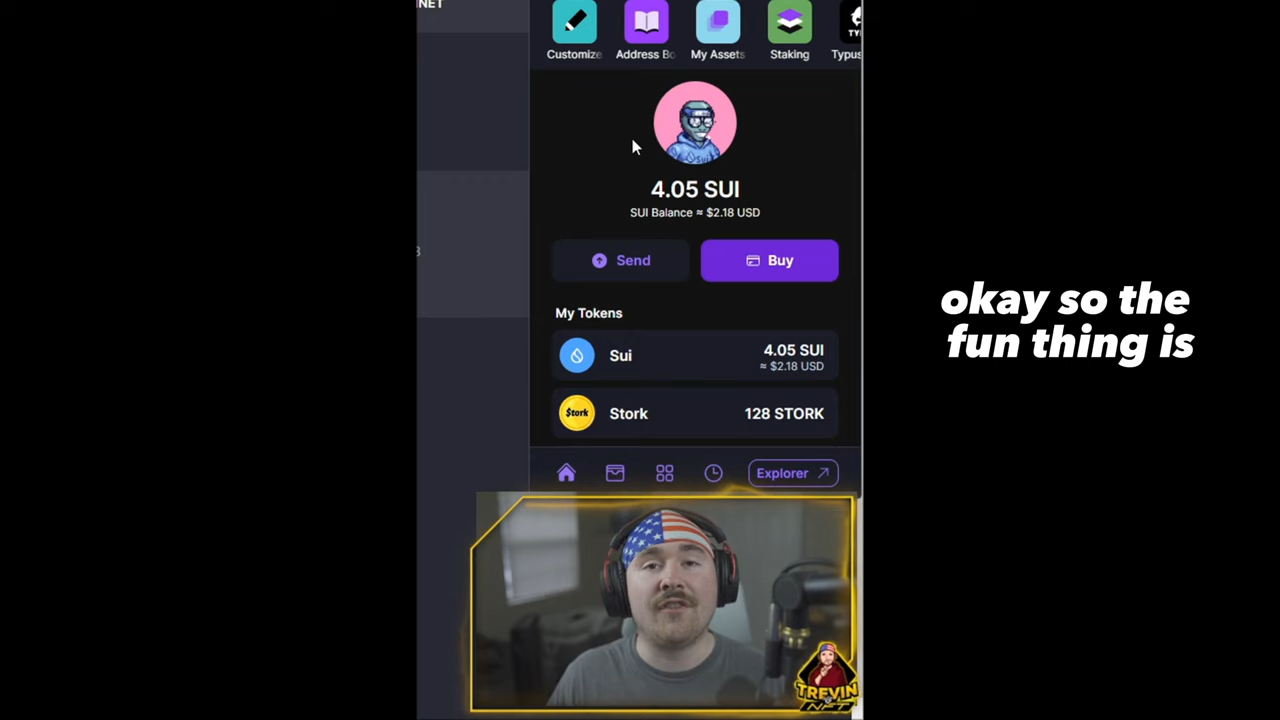 NET
Customize
Address Bo
My Assets
Staking
Typus
4.05 SUI
SUI Balance ≈ $2.18 USD
Send
Buy
My Tokens
Sui
4.05 SUI
≈ $2.18 USD
$tork
Stork
128 STORK
Explorer
okay so the
fun thing is
TREVIN
NFT